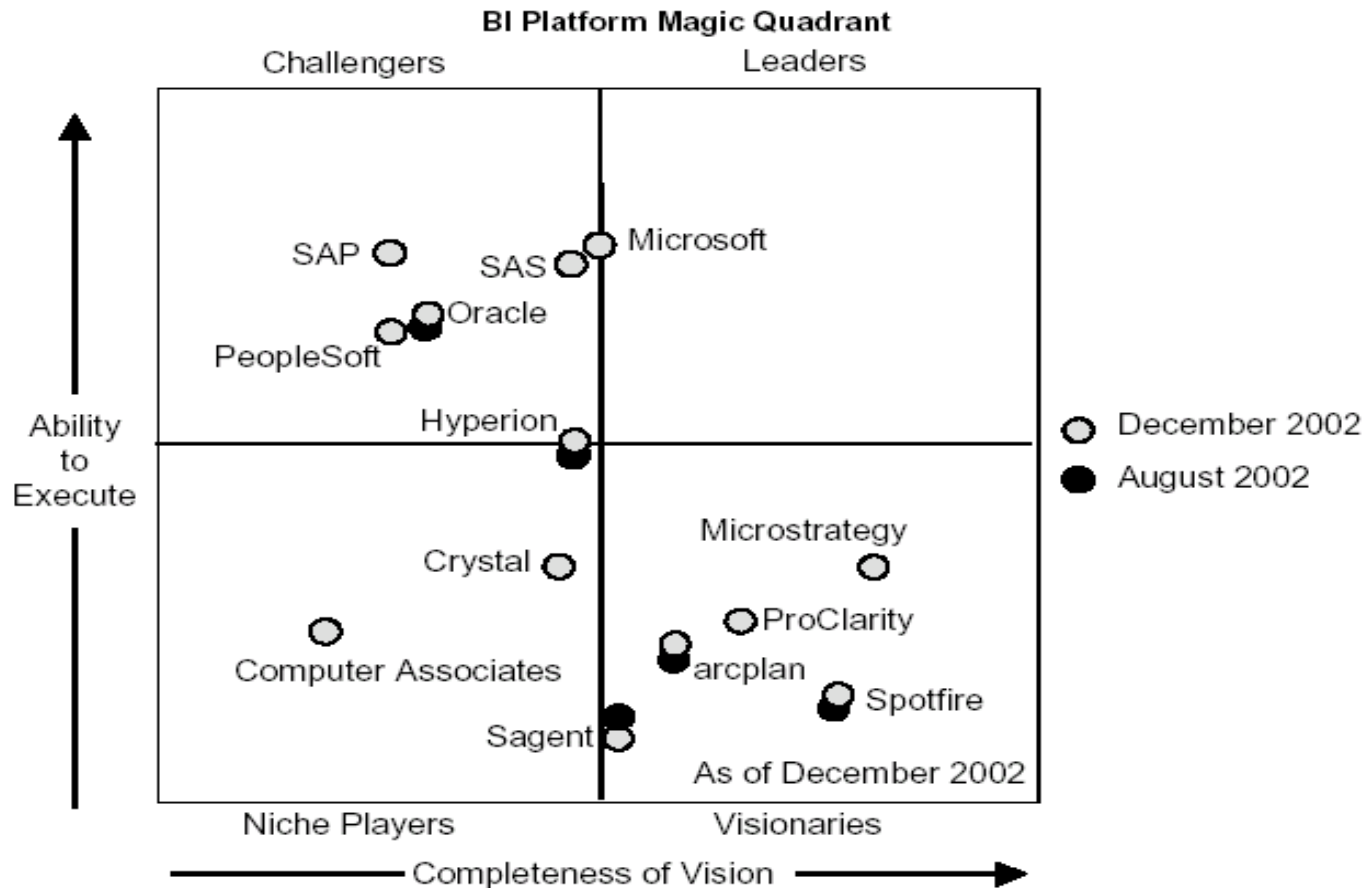 BI Platform Magic Quadrant
Challengers
Leaders
SAP
SAS
Microsoft
Oracle
PeopleSoft
Hyperion
Ability
to
Execute
December 2002
August 2002
Microstrategy
Crystal
ProClarity
Computer Associates
arcplan
Spotfire
Sagent
As of December 2002
Niche Players
Visionaries
Completeness of Vision